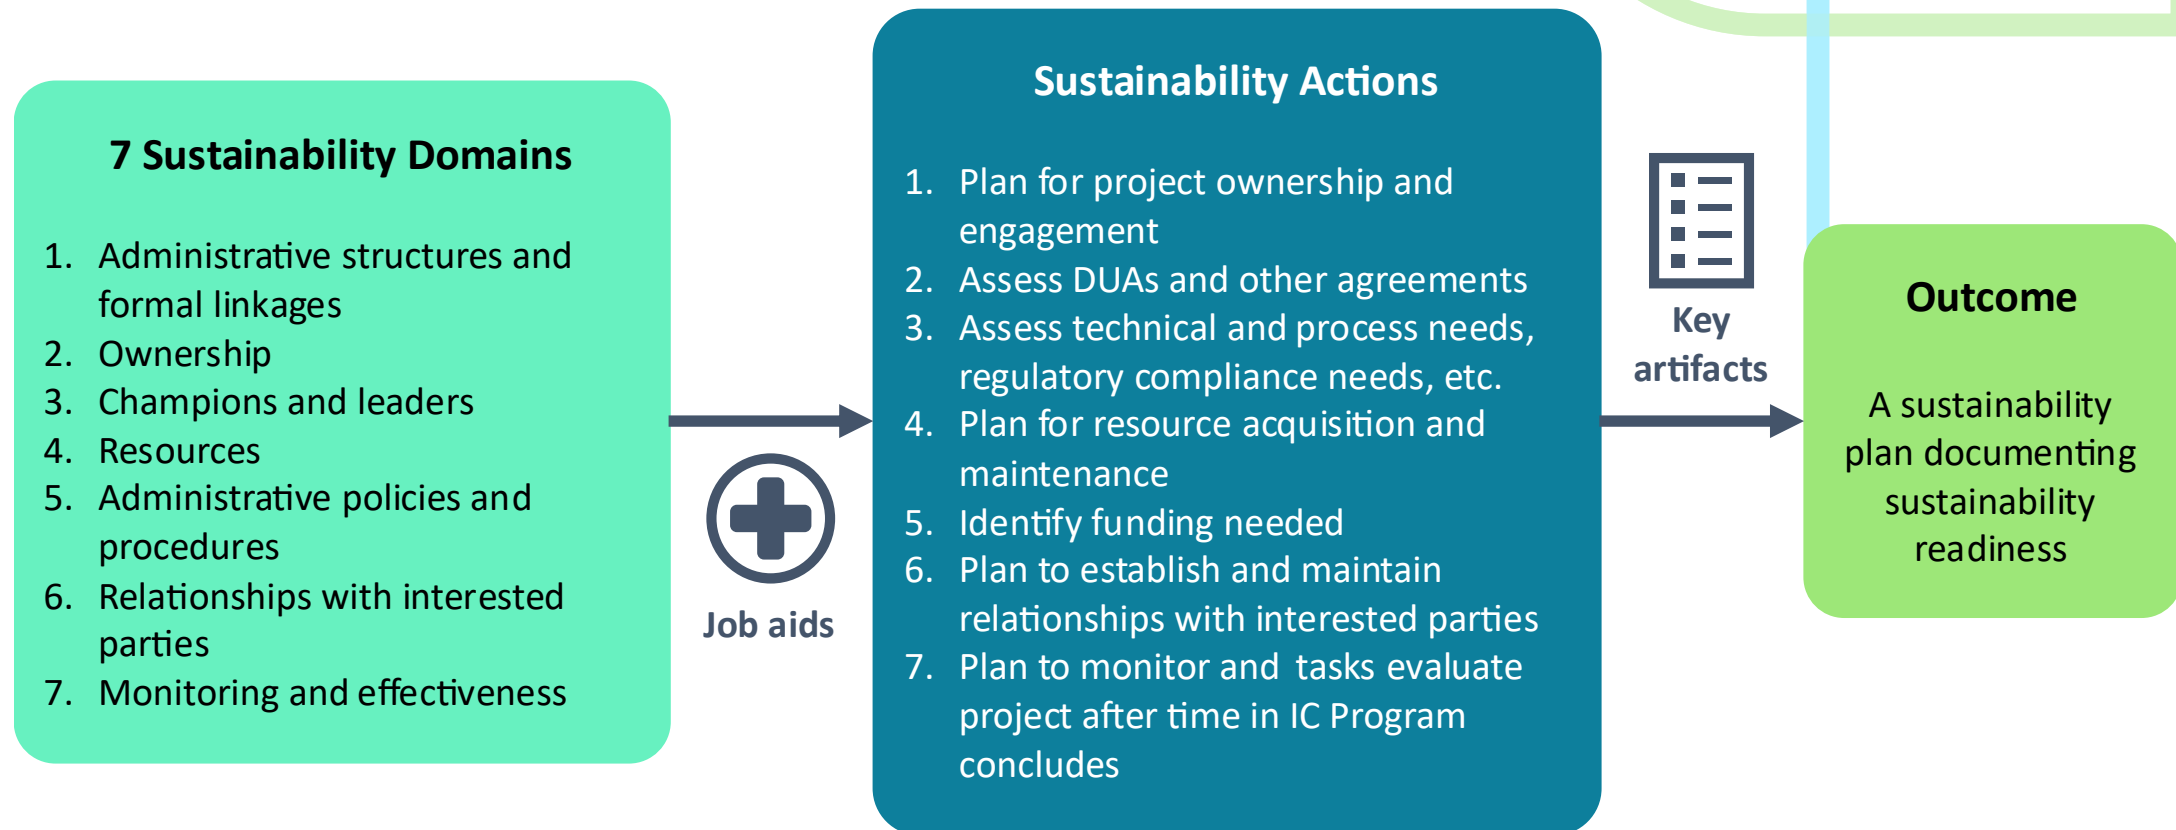 7 Sustainability Domains
1. Administrative structures and
formal linkages
2. Ownership
3. Champions and leaders
4. Resources
5. Administrative policies and
procedures
6. Relationships with interested
parties
7. Monitoring and effectiveness
Job aids
Sustainability Actions
1. Plan for project ownership and
engagement
2. Assess DUAs and other agreements
3. Assess technical and process needs,
regulatory compliance needs, etc.
4. Plan for resource acquisition and
maintenance
5. Identify funding needed
6. Plan to establish and maintain
relationships with interested parties
7. Plan to monitor and  tasks evaluate
project after time in IC Program
concludes
Key
artifacts
Outcome
A sustainability
plan documenting
sustainability
readiness